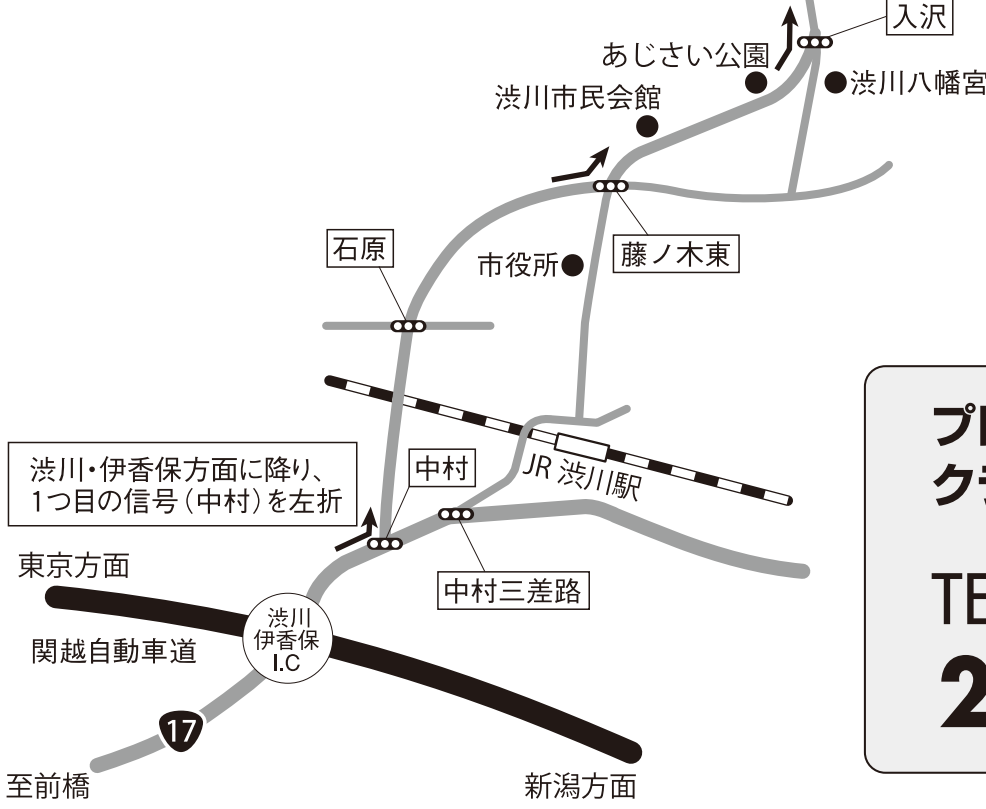 入沢
あじさい公園
渋川八幡宮
渋川市民会館
藤ノ木東
石原
市役所
JR 渋川駅
渋川・伊香保方面に降り、
1つ目の信号（中村）を左折
中村
中村三差路
東京方面
渋川
伊香保
I.C
関越自動車道
17
至前橋
新潟方面
プ
ク
TE
2